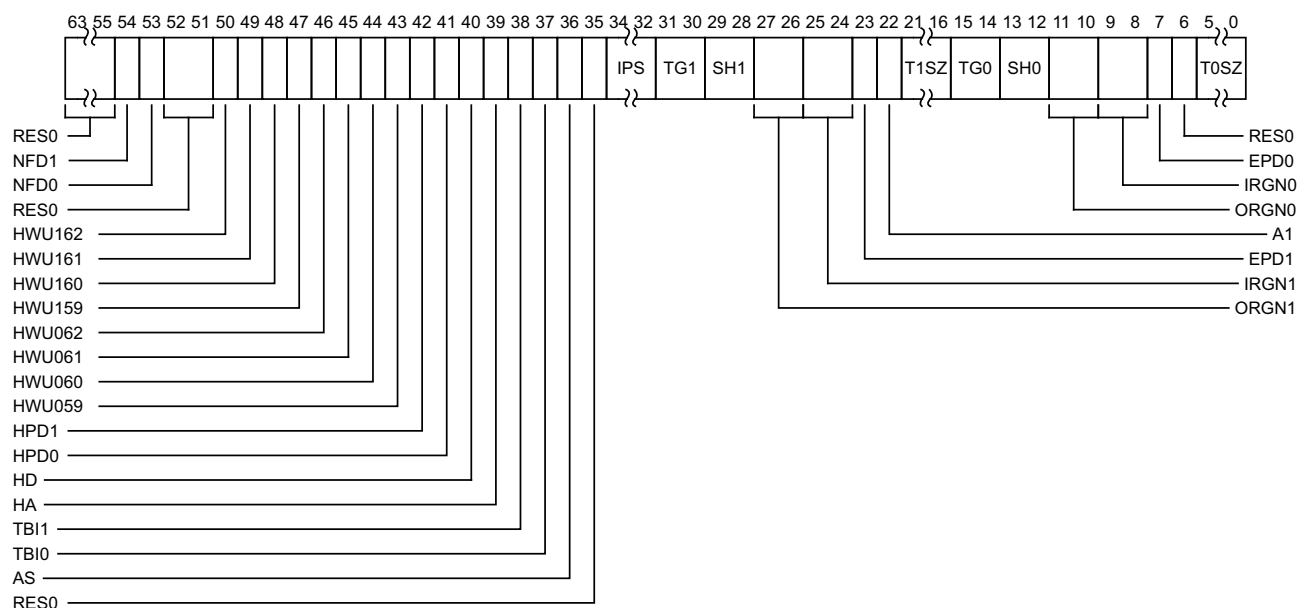 63 55 54 53 52 51 50 49 48 47 46 45 44 43 42 41 40 39 38 37 36 35 34 32 31 30 29 28 27 26 25 24 23 22 21 16 15 14 13 12 11 10 9 8 7 6 5 0
IPS TG1 SH1 T1SZ TG0 SH0 T0SZ
RES0 RES0
NFD1 EPD0
NFD0 IRGN0
RES0 ORGN0
HWU162 A1
HWU161 EPD1
HWU160 IRGN1
HWU159 ORGN1
HWU062
HWU061
HWU060
HWU059
HPD1
HPD0
HD
HA
TBI1
TBI0
AS
RES0